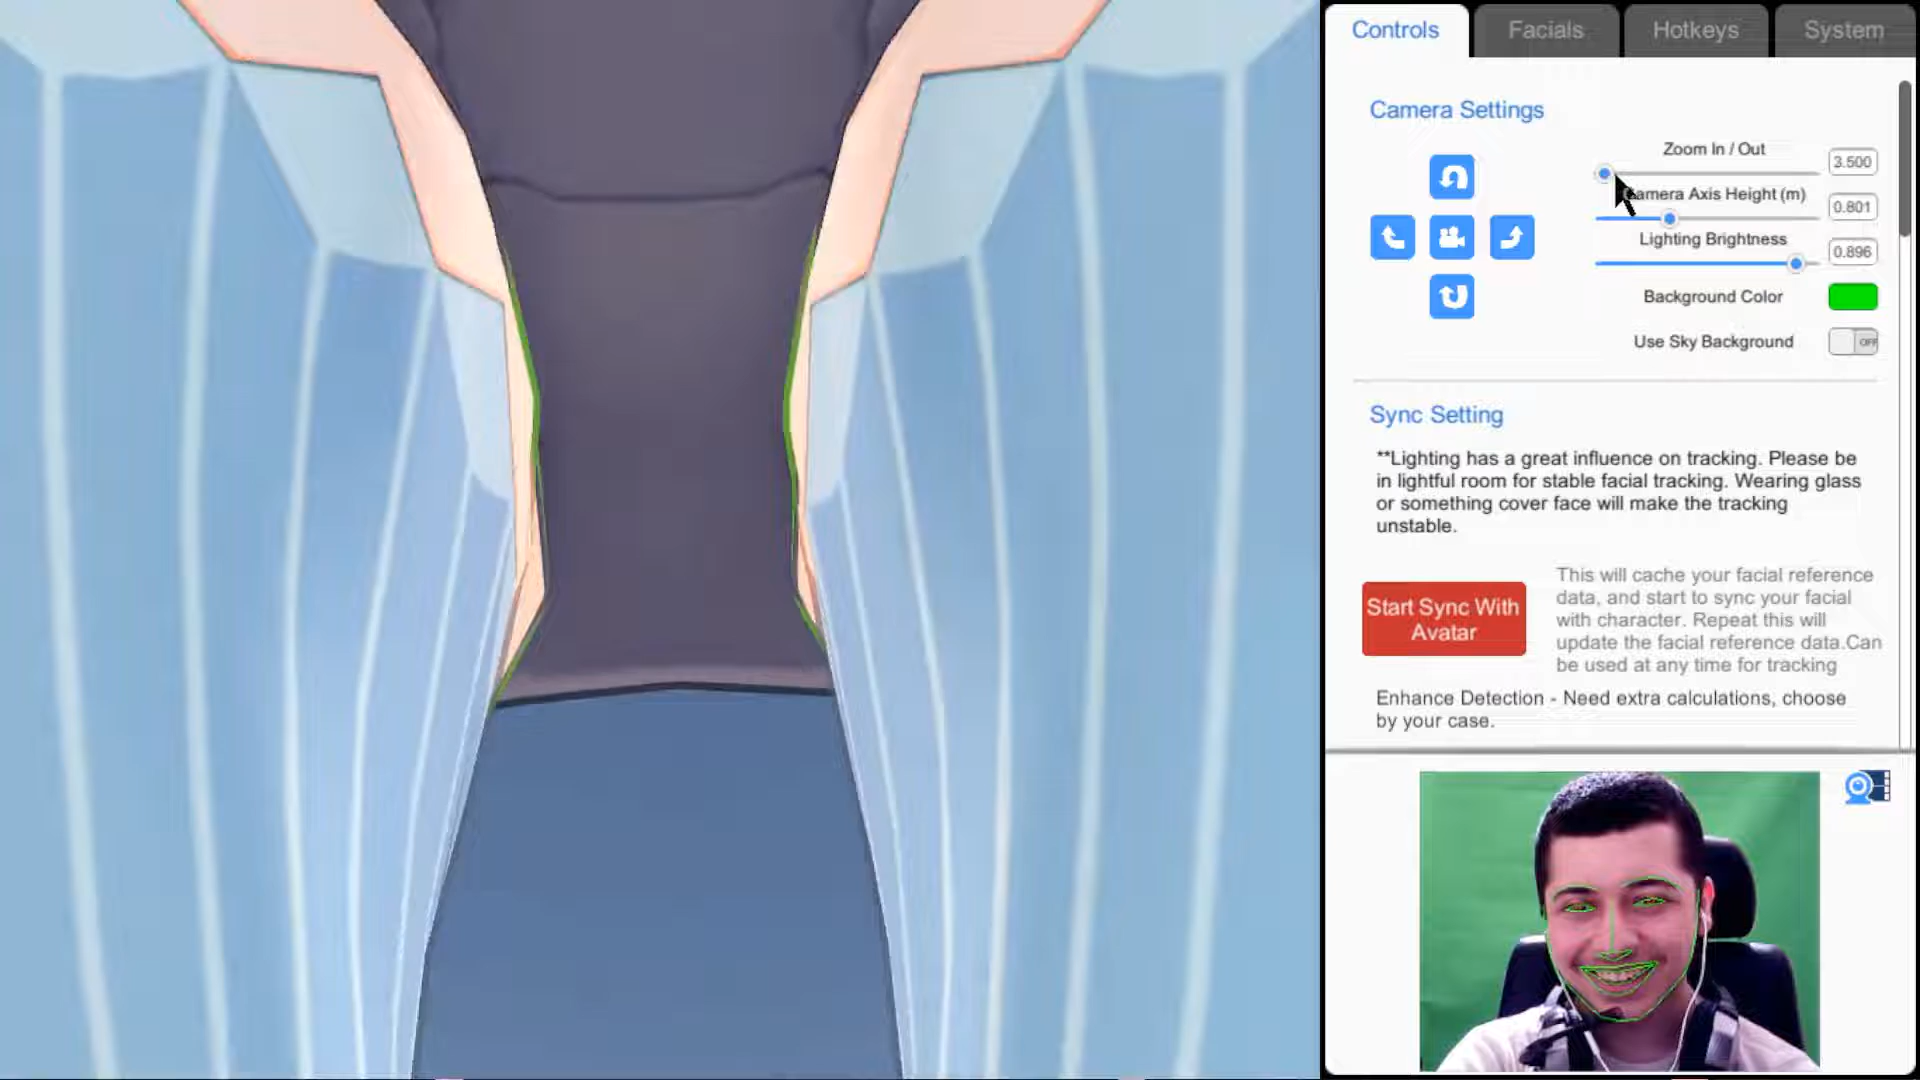 Controls
Facials
Hotkeys
System
Camera Settings
Zoom In / Out
3.500
Camera Axis Height (m)
0.801
Lighting Brightness
0.896
Background Color
Use Sky Background
OFF
Sync Setting
**Lighting has a great influence on tracking. Please be
in lightful room for stable facial tracking. Wearing glass
or something cover face will make the tracking
unstable.
Start Sync With
Avatar
This will cache your facial reference
data, and start to sync your facial
with character. Repeat this will
update the facial reference data.Can
be used at any time for tracking
Enhance Detection - Need extra calculations, choose
by your case.